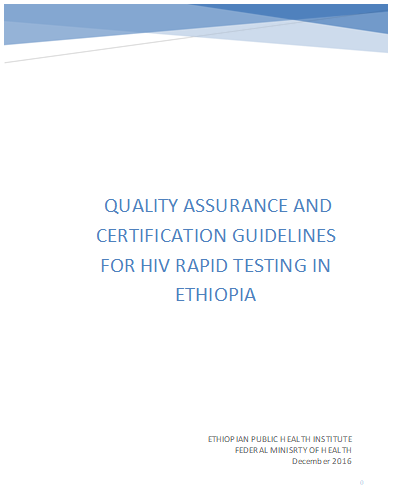 QUALITY ASSURANCE AND
CERTIFICATION GUIDELINES
FOR HIV RAPID TESTING IN
ETHIOPIA
ETHIOPIAN PUBLIC HEALTH INSTITUTE
FEDERAL MINISRTY OF HEALTH
December 2016
0